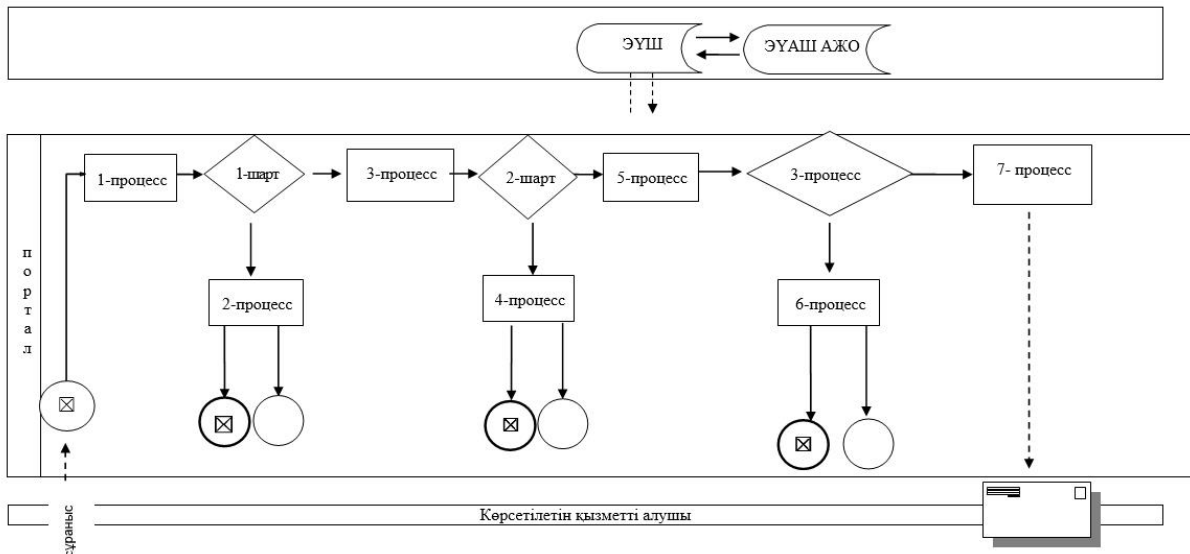 ЭҮШ
ЭҮАШ АЖО
1-процесс
1-шарт
3-процесс
2-шарт
5-процесс
3-процесс
7- процесс
портал
2-процесс
4-процесс
6-процесс
сұраныс
Көрсетілетін қызметті алушы